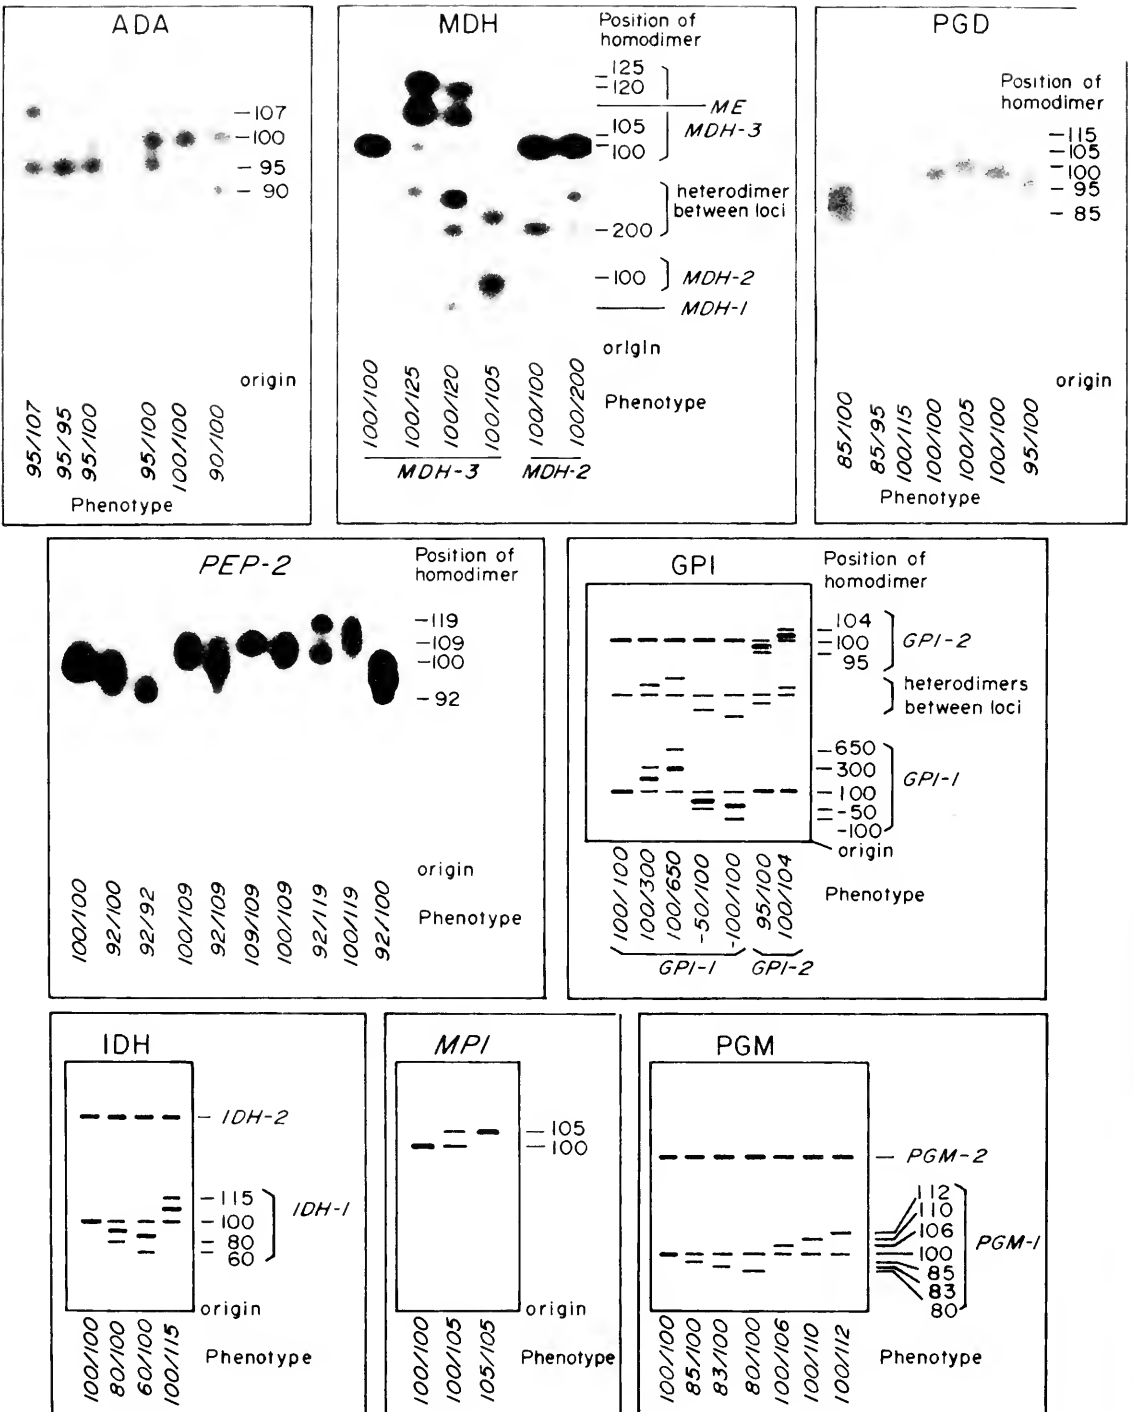 ADA
–107
–100
–95
–90
origin
95/107
95/95
95/100
95/100
100/100
90/100
Phenotype
MDH
Position of
homodimer
125
120
ME
105
MDH-3
100
heterodimer
between loci
–200
–100
MDH-2
MDH-1
origin
100/100
100/125
100/120
100/105
100/100
100/200
Phenotype
MDH-3
MDH-2
PGD
Position of
homodimer
–115
–105
–100
–95
–85
origin
85/100
85/95
100/115
100/100
100/105
100/100
95/100
Phenotype
PEP-2
Position of
homodimer
–119
–109
–100
–92
origin
100/100
92/100
92/92
100/109
92/109
109/109
100/109
92/119
100/119
92/100
Phenotype
GPI
Position of
homodimer
104
100
GPI-2
95
heterodimers
between loci
–650
–300
GPI-1
–100
–50
-100
origin
100/100
100/300
100/650
-50/100
-100/100
95/100
100/104
Phenotype
GPI-1
GPI-2
IDH
– IDH-2
–115
IDH-1
–100
80
60
origin
100/100
80/100
60/100
100/115
Phenotype
MPI
105
100
origin
100/100
100/105
105/105
Phenotype
PGM
— PGM-2
112
110
106
PGM-1
100
85
83
80
100/100
85/100
83/100
80/100
100/106
100/110
100/112
Phenotype